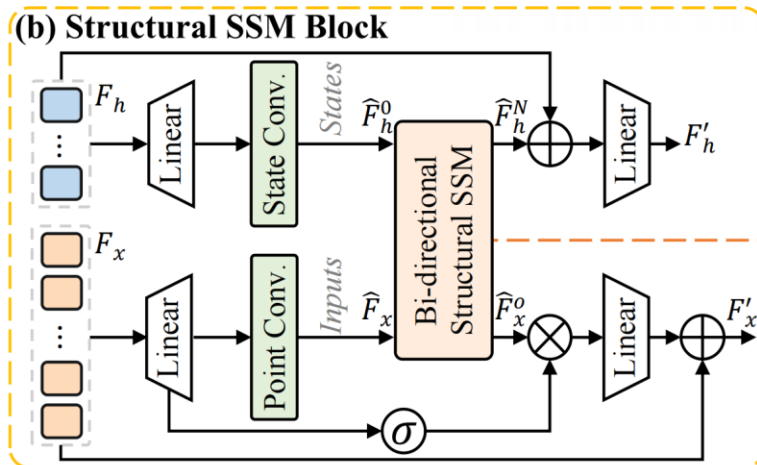 (b) Structural SSM Block
F_h
...
Linear
State Conv.
States
F̂_h^0
Bi-directional
Structural SSM
F̂_h^N
Linear
F'_h
F_x
...
Linear
Point Conv.
Inputs
F̂_x
F̂_x^o
Linear
F'_x
σ